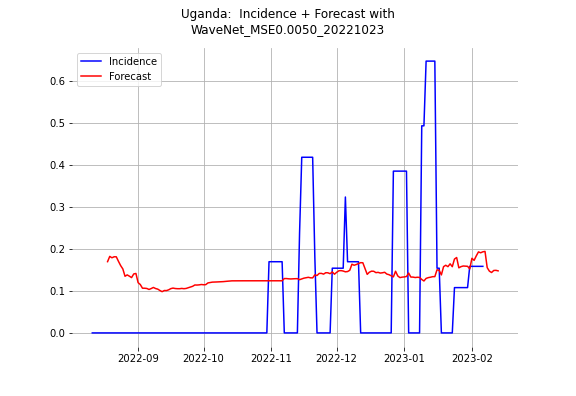 Uganda:  Incidence + Forecast with
WaveNet_MSE0.0050_20221023
Incidence
Forecast
0.6
0.5
0.4
0.3
0.2
0.1
0.0
2022-09 2022-10 2022-11 2022-12 2023-01 2023-02